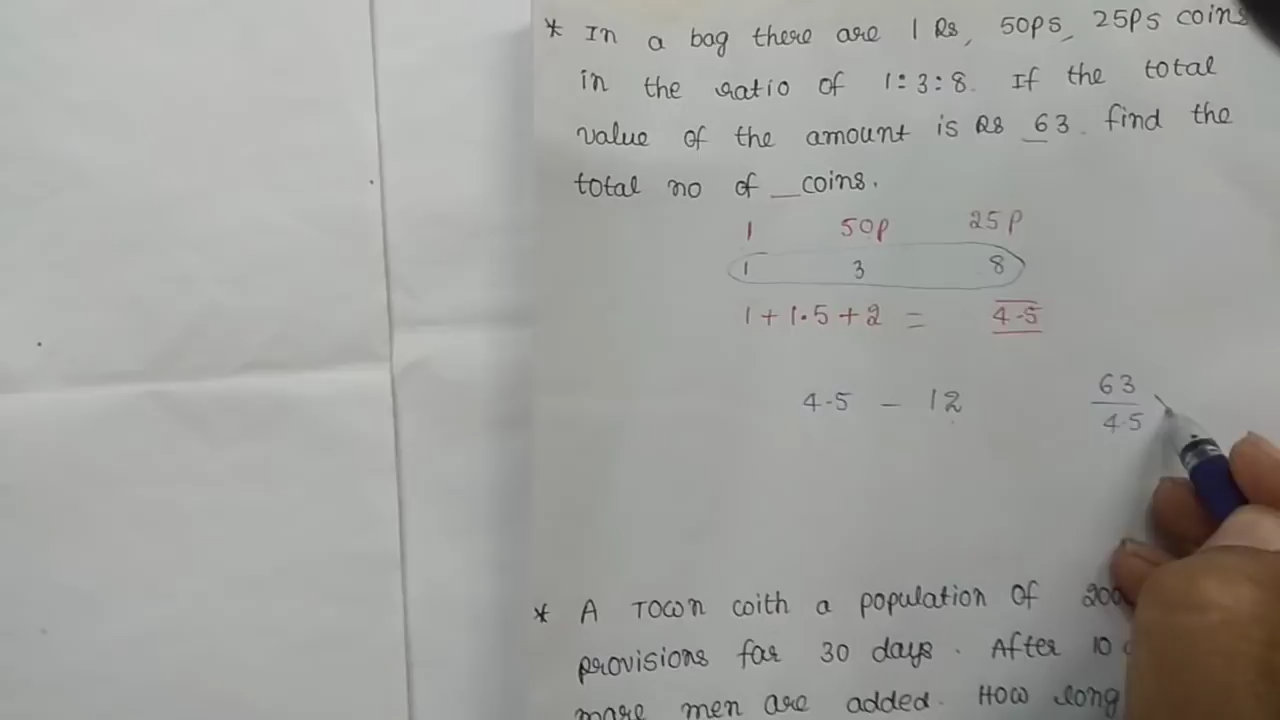 * In a bag there are 1 Rs, 50ps, 25ps coins
in the ratio of 1:3:8. If the total
value of the amount is Rs 63. find the
total no of _ coins.
1 50p 25p
1 3 8
1 + 1.5 + 2 = 4.5
4.5 - 12
63
4.5
* A Town with a population of
provisions for 30 days. After 10
more men are added. How long